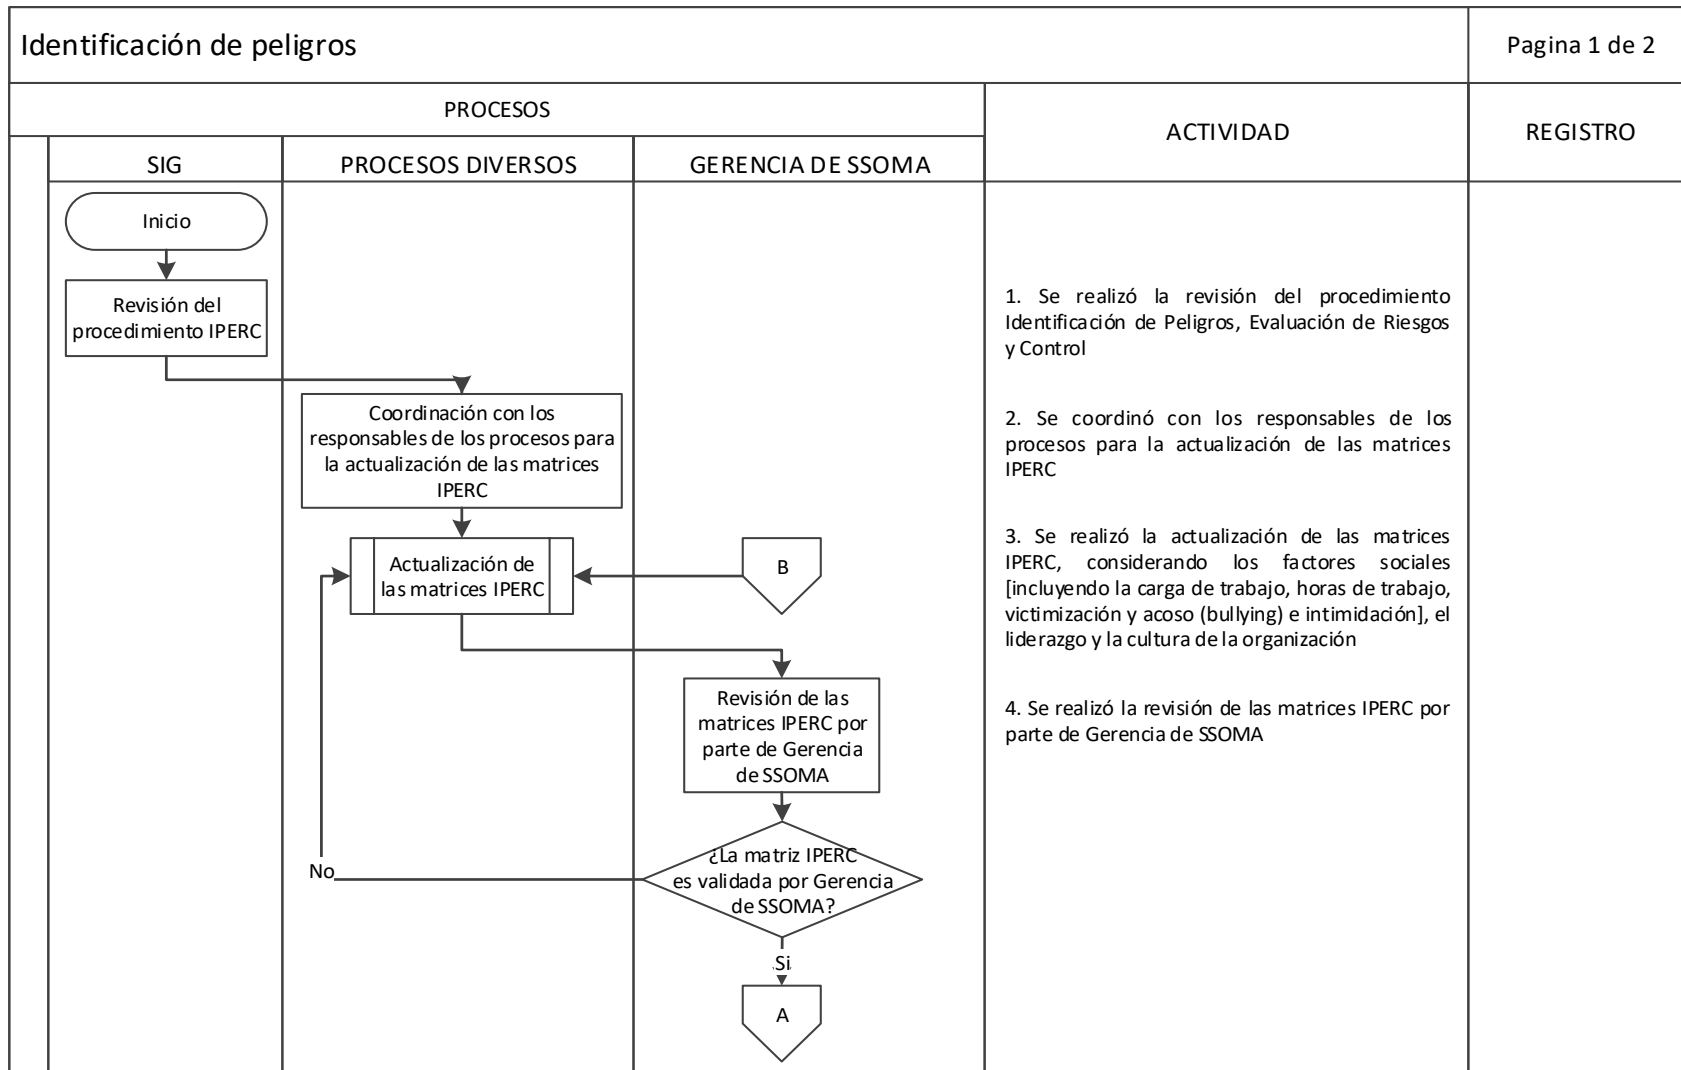 Identificación de peligros
Pagina 1 de 2
PROCESOS
ACTIVIDAD
REGISTRO
SIG
PROCESOS DIVERSOS
GERENCIA DE SSOMA
Inicio
Revisión del
procedimiento IPERC
Coordinación con los
responsables de los procesos para
la actualización de las matrices
IPERC
Actualización de
las matrices IPERC
B
Revisión de las
matrices IPERC por
parte de Gerencia
de SSOMA
¿La matriz IPERC
es validada por Gerencia
de SSOMA?
No
Si
A
1. Se realizó la revisión del procedimiento
Identificación de Peligros, Evaluación de Riesgos
y Control
2. Se coordinó con los responsables de los
procesos para la actualización de las matrices
IPERC
3. Se realizó la actualización de las matrices
IPERC, considerando los factores sociales
[incluyendo la carga de trabajo, horas de trabajo,
victimización y acoso (bullying) e intimidación], el
liderazgo y la cultura de la organización
4. Se realizó la revisión de las matrices IPERC por
parte de Gerencia de SSOMA